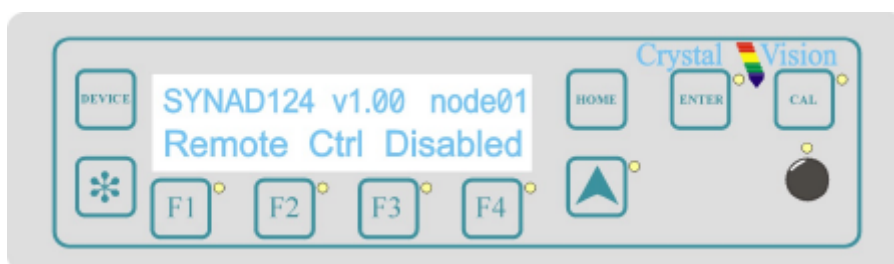 Crystal Vision
DEVICE
SYNAD124 v1.00 node01
Remote Ctrl Disabled
HOME
ENTER
CAL
F1
F2
F3
F4